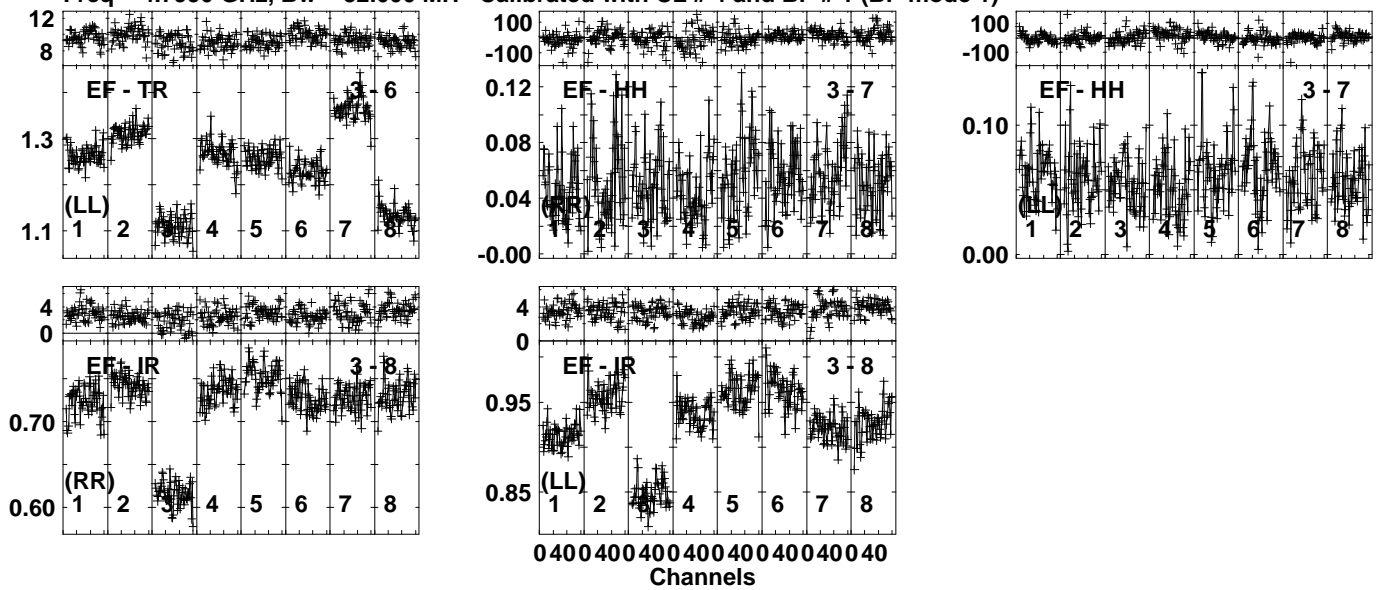 Freq GHz, Calibrated with CL # and BP # (BP mode
12
8
EF - TR 3 - 6
1.3
1.1
(LL)
1 2 3 4 5 6 7 8
100
-100
EF - HH 3 - 7
0.12
0.08
0.04
-0.00
(RR)
1 2 3 4 5 6 7 8
100
-100
EF - HH 3 - 7
0.10
0.00
(LL)
1 2 3 4 5 6 7 8
4
0
EF - IR 3 - 8
0.70
0.60
(RR)
1 2 3 4 5 6 7 8
4
0
EF - IR 3 - 8
0.95
0.85
(LL)
1 2 3 4 5 6 7 8
0 40 0 40 0 40 0 40 0 40 0 40 0 40 0 40
Channels